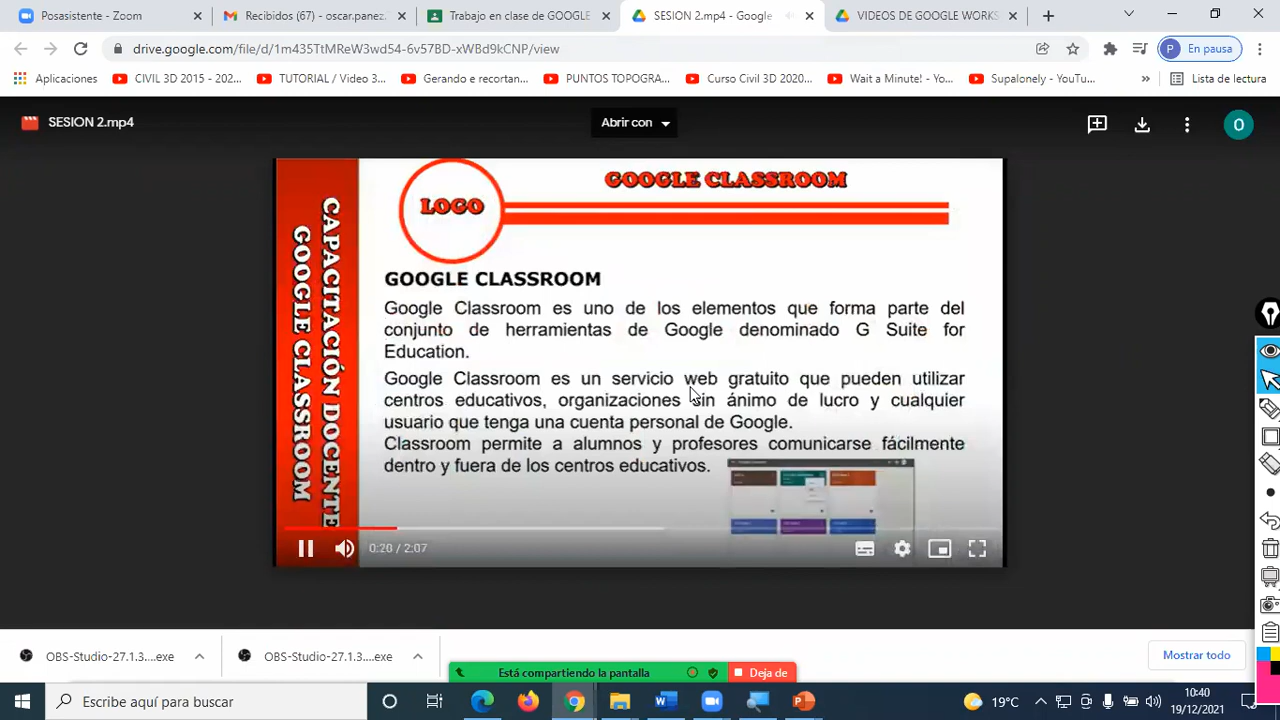 Posasistente - Zoom
Recibidos (67) - oscar.panez.
Trabajo en clase de GOOGLE
SESION 2.mp4 - Google
VIDEOS DE GOOGLE WORKS
drive.google.com/file/d/1m435TtMReW3wd54-6v57BD-xWBd9kCNP/view
En pausa
Aplicaciones
CIVIL 3D 2015 - 202...
TUTORIAL / Video 3...
Gerando e recortan...
PUNTOS TOPOGRA...
Curso Civil 3D 2020...
Wait a Minute! - Yo...
Supalonely - YouTu...
Lista de lectura
SESION 2.mp4
Abrir con
O
CAPACITACIÓN DOCENTE
GOOGLE CLASSROOM
LOGO
GOOGLE CLASSROOM
GOOGLE CLASSROOM
Google Classroom es uno de los elementos que forma parte del
conjunto de herramientas de Google denominado G Suite for
Education.
Google Classroom es un servicio web gratuito que pueden utilizar
centros educativos, organizaciones sin ánimo de lucro y cualquier
usuario que tenga una cuenta personal de Google.
Classroom permite a alumnos y profesores comunicarse fácilmente
dentro y fuera de los centros educativos.
0:20 / 2:07
OBS-Studio-27.1.3....exe
OBS-Studio-27.1.3....exe
Mostrar todo
Está compartiendo la pantalla
Deja de
Escribe aquí para buscar
19°C
10:40
19/12/2021